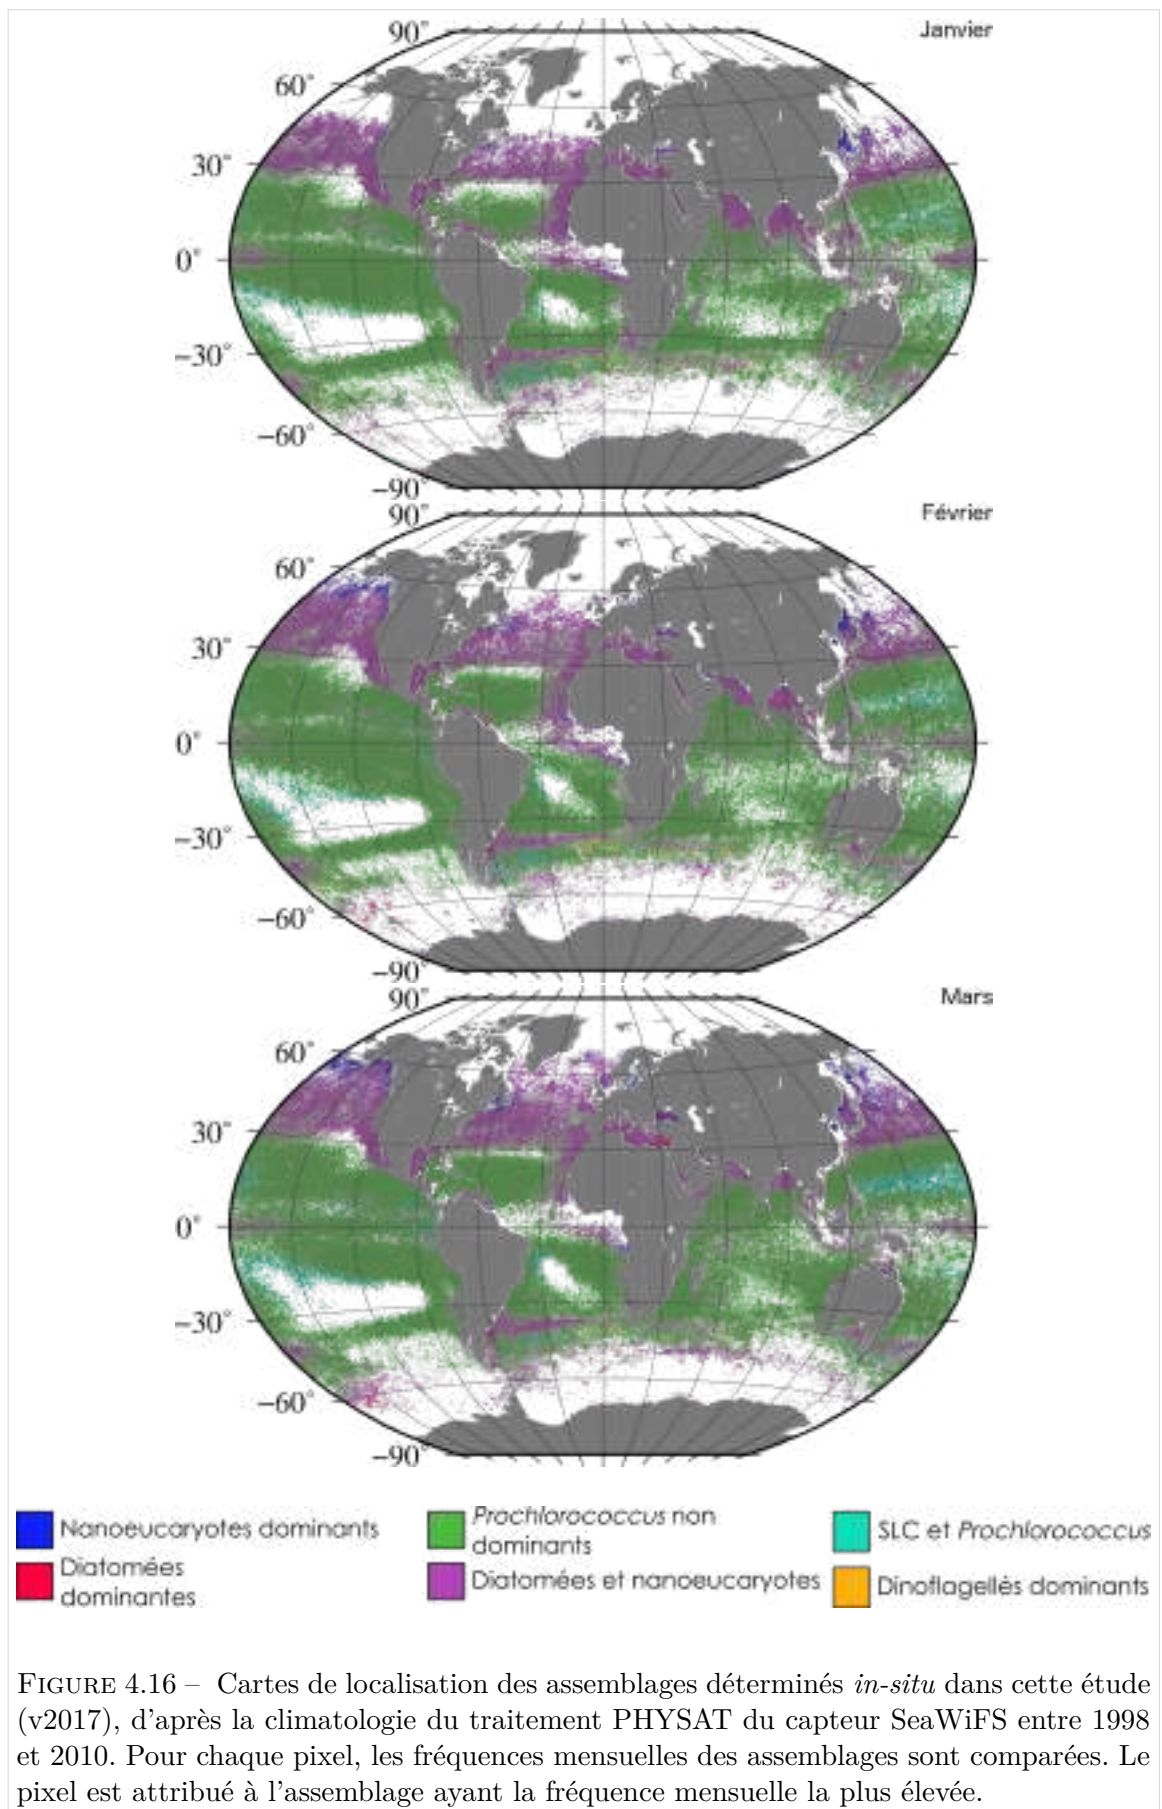 Janvier
90°
60°
30°
0°
−30°
−60°
−90°
Février
90°
60°
30°
0°
−30°
−60°
−90°
Mars
90°
60°
30°
0°
−30°
−60°
−90°
Nanoeucaryotes dominants
Diatomées
dominantes
Prochlorococcus non
dominants
Diatomées et nanoeucaryotes
SLC et Prochlorococcus
Dinoflagellés dominants
FIGURE 4.16 – Cartes de localisation des assemblages déterminés in-situ dans cette étude
(v2017), d'après la climatologie du traitement PHYSAT du capteur SeaWiFS entre 1998
et 2010. Pour chaque pixel, les fréquences mensuelles des assemblages sont comparées. Le
pixel est attribué à l'assemblage ayant la fréquence mensuelle la plus élevée.